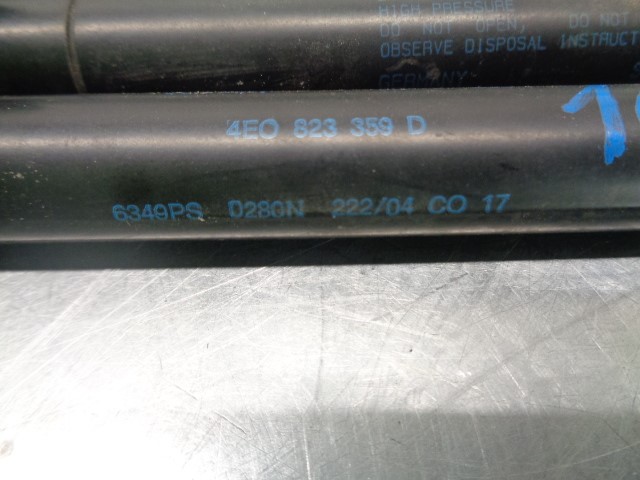 HIGH PRESSURE
DO NOT OPEN, DO NOT
OBSERVE DISPOSAL INSTRUCT
GERMANY
4E0 823 359 D
6349PS 0280N 222/04 CO 17